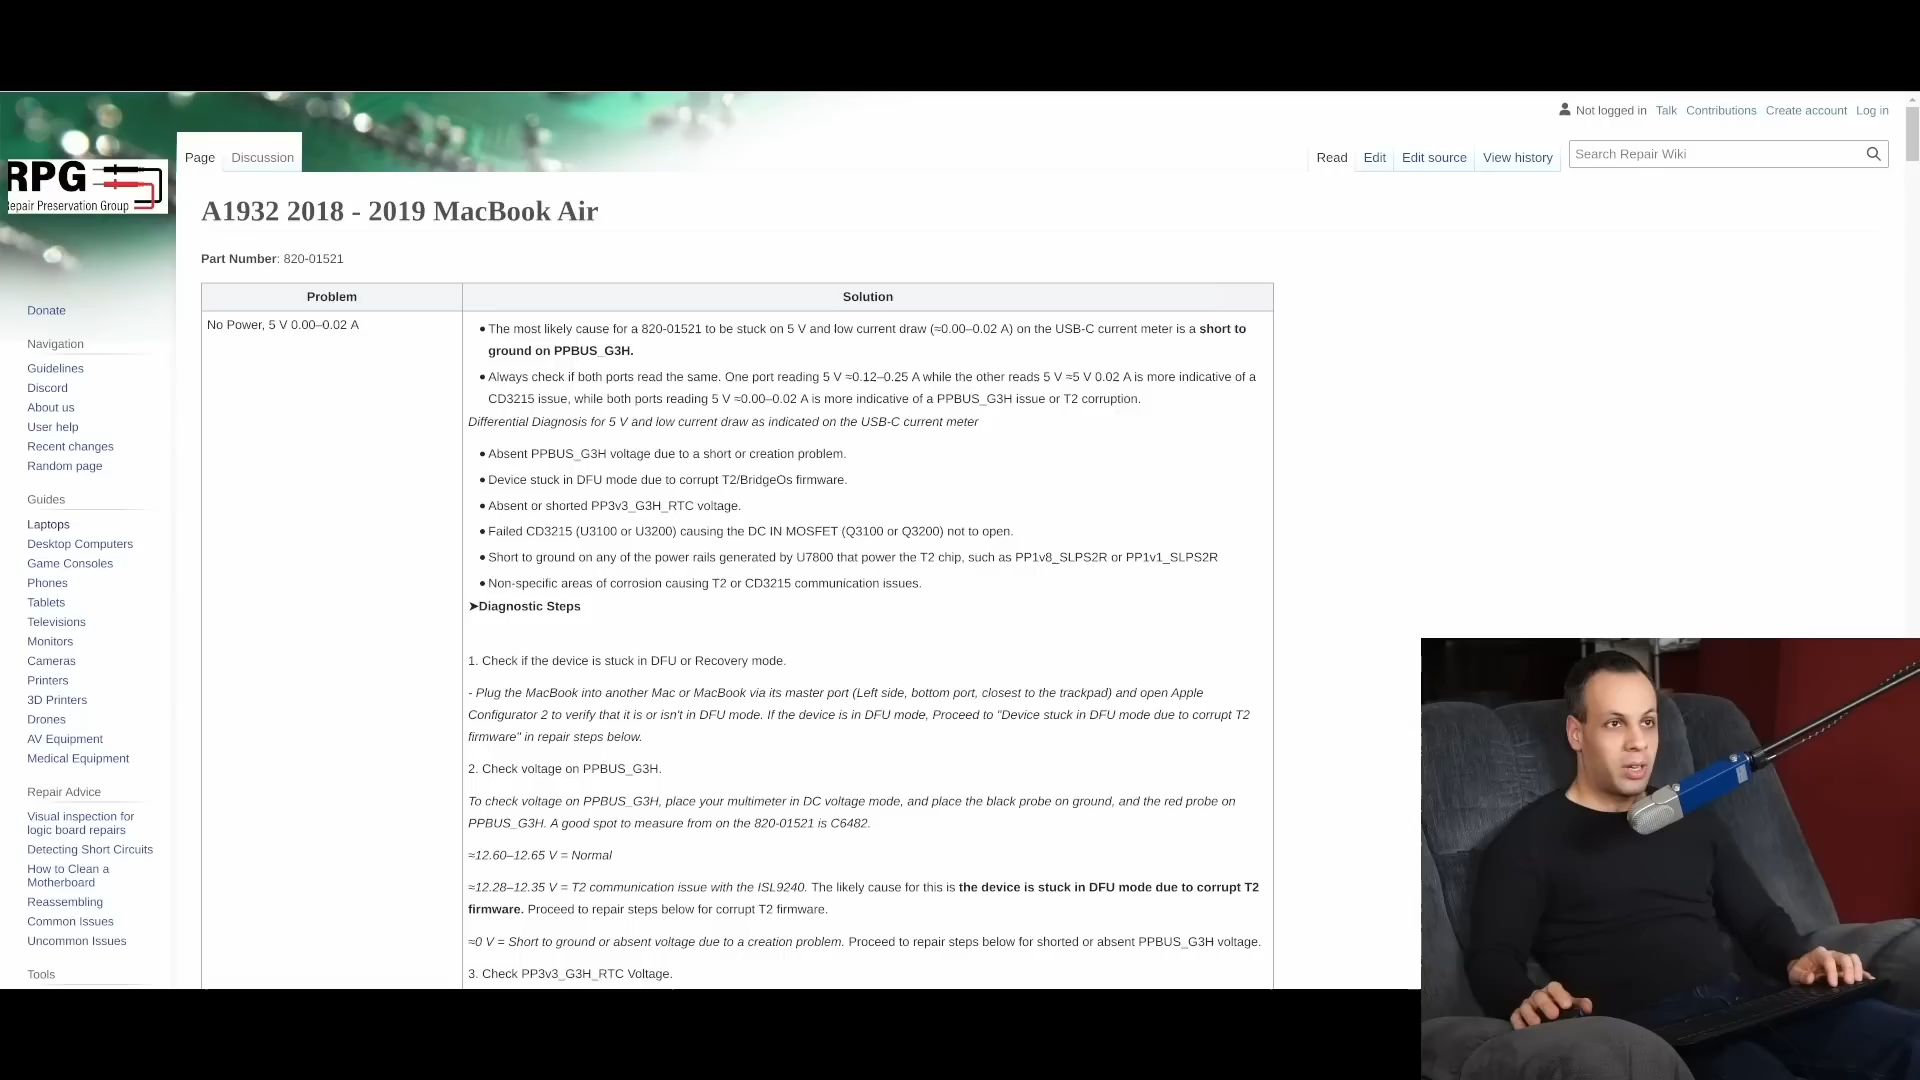 Not logged in Talk Contributions Create account Log in
Page Discussion
Read Edit Edit source View history
Search Repair Wiki
RPG
Repair Preservation Group
A1932 2018 - 2019 MacBook Air
Part Number: 820-01521
Donate
Navigation
Guidelines
Discord
About us
User help
Recent changes
Random page
Guides
Laptops
Desktop Computers
Game Consoles
Phones
Tablets
Televisions
Monitors
Cameras
Printers
3D Printers
Drones
AV Equipment
Medical Equipment
Repair Advice
Visual inspection for
logic board repairs
Detecting Short Circuits
How to Clean a
Motherboard
Reassembling
Common Issues
Uncommon Issues
Tools
Problem Solution
No Power, 5 V 0.00–0.02 A
• The most likely cause for a 820-01521 to be stuck on 5 V and low current draw (≈0.00–0.02 A) on the USB-C current meter is a short to
ground on PPBUS_G3H.
• Always check if both ports read the same. One port reading 5 V ≈0.12–0.25 A while the other reads 5 V ≈5 V 0.02 A is more indicative of a
CD3215 issue, while both ports reading 5 V ≈0.00–0.02 A is more indicative of a PPBUS_G3H issue or T2 corruption.
Differential Diagnosis for 5 V and low current draw as indicated on the USB-C current meter
• Absent PPBUS_G3H voltage due to a short or creation problem.
• Device stuck in DFU mode due to corrupt T2/BridgeOs firmware.
• Absent or shorted PP3v3_G3H_RTC voltage.
• Failed CD3215 (U3100 or U3200) causing the DC IN MOSFET (Q3100 or Q3200) not to open.
• Short to ground on any of the power rails generated by U7800 that power the T2 chip, such as PP1v8_SLPS2R or PP1v1_SLPS2R
• Non-specific areas of corrosion causing T2 or CD3215 communication issues.
➤Diagnostic Steps
1. Check if the device is stuck in DFU or Recovery mode.
- Plug the MacBook into another Mac or MacBook via its master port (Left side, bottom port, closest to the trackpad) and open Apple
Configurator 2 to verify that it is or isn't in DFU mode. If the device is in DFU mode, Proceed to "Device stuck in DFU mode due to corrupt T2
firmware" in repair steps below.
2. Check voltage on PPBUS_G3H.
To check voltage on PPBUS_G3H, place your multimeter in DC voltage mode, and place the black probe on ground, and the red probe on
PPBUS_G3H. A good spot to measure from on the 820-01521 is C6482.
≈12.60–12.65 V = Normal
≈12.28–12.35 V = T2 communication issue with the ISL9240. The likely cause for this is the device is stuck in DFU mode due to corrupt T2
firmware. Proceed to repair steps below for corrupt T2 firmware.
≈0 V = Short to ground or absent voltage due to a creation problem. Proceed to repair steps below for shorted or absent PPBUS_G3H voltage.
3. Check PP3v3_G3H_RTC Voltage.